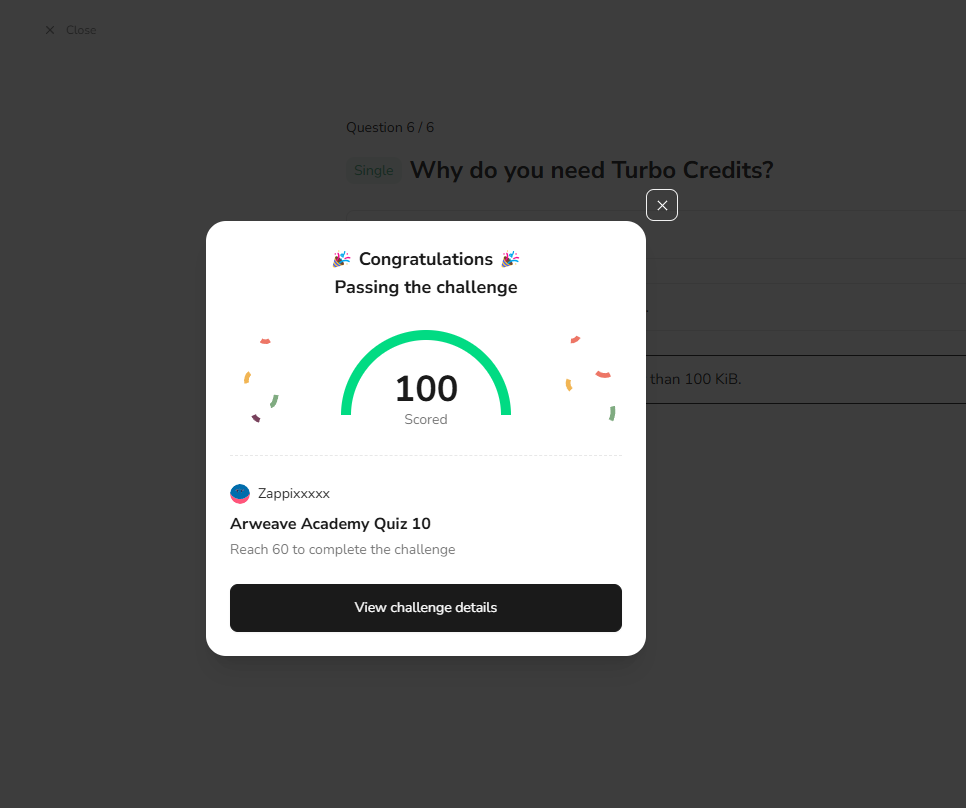 Close
Question 6 / 6
Single Why do you need Turbo Credits?
Congratulations
Passing the challenge
than 100 KiB.
100
Scored
Zappixxxxx
Arweave Academy Quiz 10
Reach 60 to complete the challenge
View challenge details